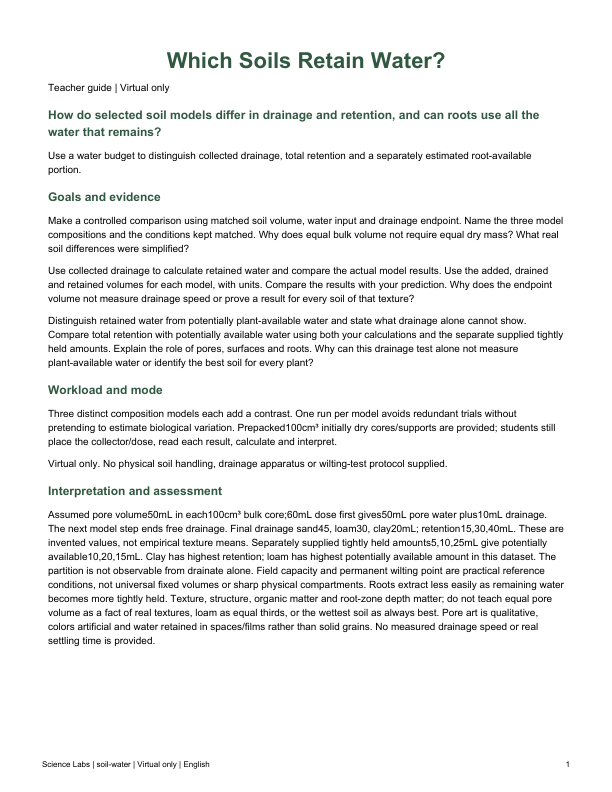 Which Soils Retain Water?
Teacher guide | Virtual only
How do selected soil models differ in drainage and retention, and can roots use all the
water that remains?
Use a water budget to distinguish collected drainage, total retention and a separately estimated root-available
portion.
Goals and evidence
Make a controlled comparison using matched soil volume, water input and drainage endpoint. Name the three model
compositions and the conditions kept matched. Why does equal bulk volume not require equal dry mass? What real
soil differences were simplified?
Use collected drainage to calculate retained water and compare the actual model results. Use the added, drained
and retained volumes for each model, with units. Compare the results with your prediction. Why does the endpoint
volume not measure drainage speed or prove a result for every soil of that texture?
Distinguish retained water from potentially plant-available water and state what drainage alone cannot show.
Compare total retention with potentially available water using both your calculations and the separate supplied tightly
held amounts. Explain the role of pores, surfaces and roots. Why can this drainage test alone not measure
plant-available water or identify the best soil for every plant?
Workload and mode
Three distinct composition models each add a contrast. One run per model avoids redundant trials without
pretending to estimate biological variation. Prepacked100cm³ initially dry cores/supports are provided; students still
place the collector/dose, read each result, calculate and interpret.
Virtual only. No physical soil handling, drainage apparatus or wilting-test protocol supplied.
Interpretation and assessment
Assumed pore volume50mL in each100cm³ bulk core;60mL dose first gives50mL pore water plus10mL drainage.
The next model step ends free drainage. Final drainage sand45, loam30, clay20mL; retention15,30,40mL. These are
invented values, not empirical texture means. Separately supplied tightly held amounts5,10,25mL give potentially
available10,20,15mL. Clay has highest retention; loam has highest potentially available amount in this dataset. The
partition is not observable from drainate alone. Field capacity and permanent wilting point are practical reference
conditions, not universal fixed volumes or sharp physical compartments. Roots extract less easily as remaining water
becomes more tightly held. Texture, structure, organic matter and root-zone depth matter; do not teach equal pore
volume as a fact of real textures, loam as equal thirds, or the wettest soil as always best. Pore art is qualitative,
colors artificial and water retained in spaces/films rather than solid grains. No measured drainage speed or real
settling time is provided.
Science Labs | soil-water | Virtual only | English
1